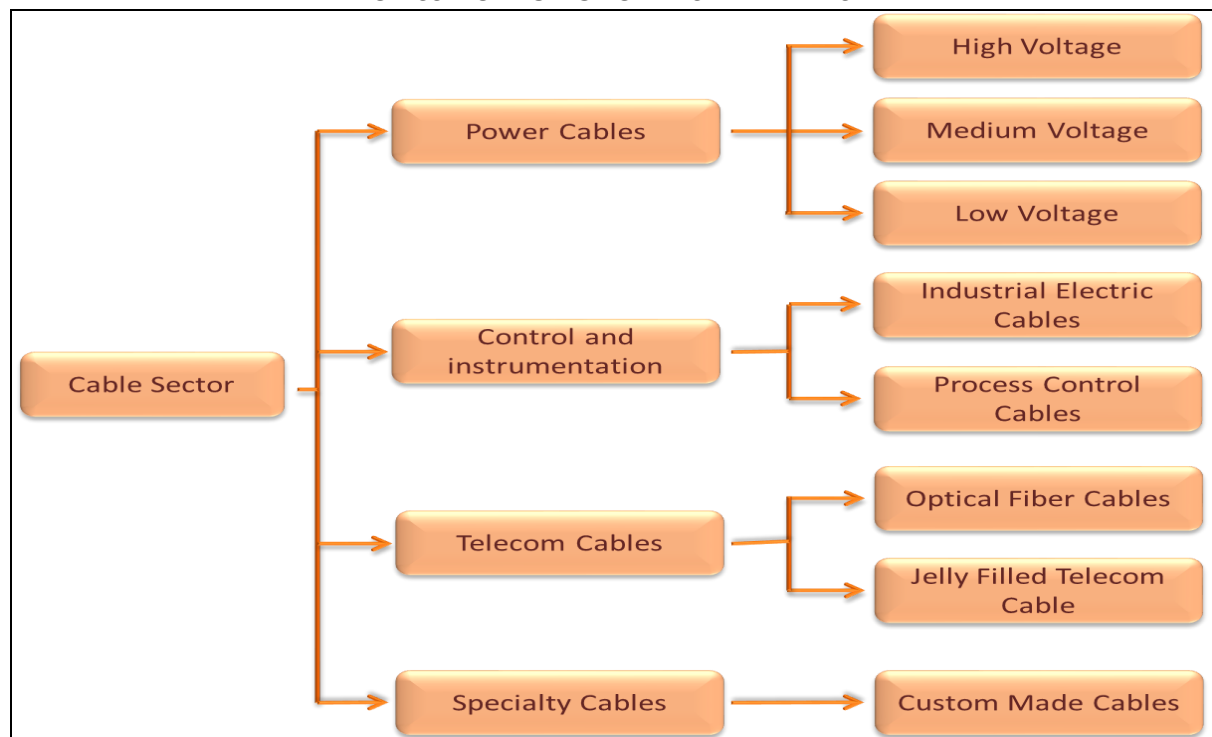 High Voltage
Power Cables
Medium Voltage
Low Voltage
Industrial Electric
Cables
Control and
instrumentation
Cable Sector
Process Control
Cables
Optical Fiber Cables
Telecom Cables
Jelly Filled Telecom
Cable
Specialty Cables
Custom Made Cables